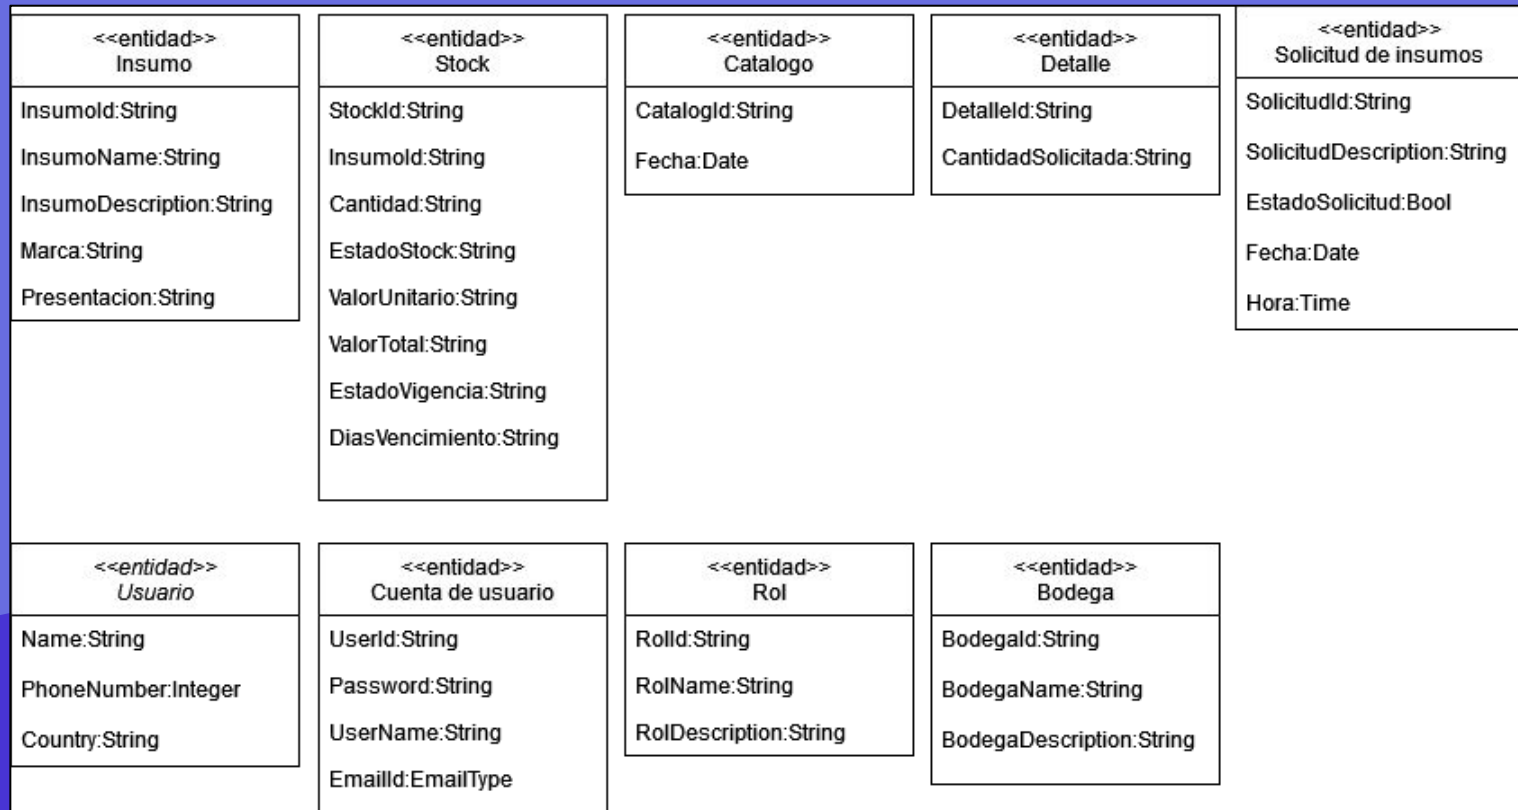 <<entidad>>
Insumo
InsumoId:String
InsumoName:String
InsumoDescription:String
Marca:String
Presentacion:String
<<entidad>>
Stock
StockId:String
InsumoId:String
Cantidad:String
EstadoStock:String
ValorUnitario:String
ValorTotal:String
EstadoVigencia:String
DiasVencimiento:String
<<entidad>>
Catalogo
CatalogId:String
Fecha:Date
<<entidad>>
Detalle
DetalleId:String
CantidadSolicitada:String
<<entidad>>
Solicitud de insumos
SolicitudId:String
SolicitudDescription:String
EstadoSolicitud:Bool
Fecha:Date
Hora:Time
<<entidad>>
Usuario
Name:String
PhoneNumber:Integer
Country:String
<<entidad>>
Cuenta de usuario
UserId:String
Password:String
UserName:String
EmailId:EmailType
<<entidad>>
Rol
RolId:String
RolName:String
RolDescription:String
<<entidad>>
Bodega
BodegaId:String
BodegaName:String
BodegaDescription:String